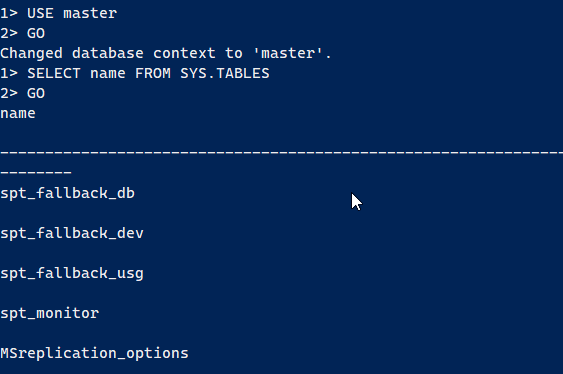 1> USE master
2> GO
Changed database context to 'master'.
1> SELECT name FROM SYS.TABLES
2> GO
name
---------------------------------------------------------------
--------
spt_fallback_db
spt_fallback_dev
spt_fallback_usg
spt_monitor
MSreplication_options